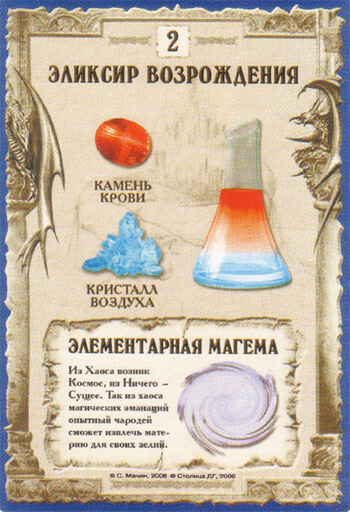 2
ЭЛИКСИР ВОЗРОЖДЕНИЯ
КАМЕНЬ
КРОВИ
КРИСТАЛЛ
ВОЗДУХА
ЭЛЕМЕНТАРНАЯ МАГЕМА
Из Хаоса возник
Космос, из Ничего –
Сущее. Так из хаоса
магических эманаций
опытный чародей
сможет извлечь мате-
рию для своих зелий.
© С. Мачин, 2006 © Столица ДГ, 2006